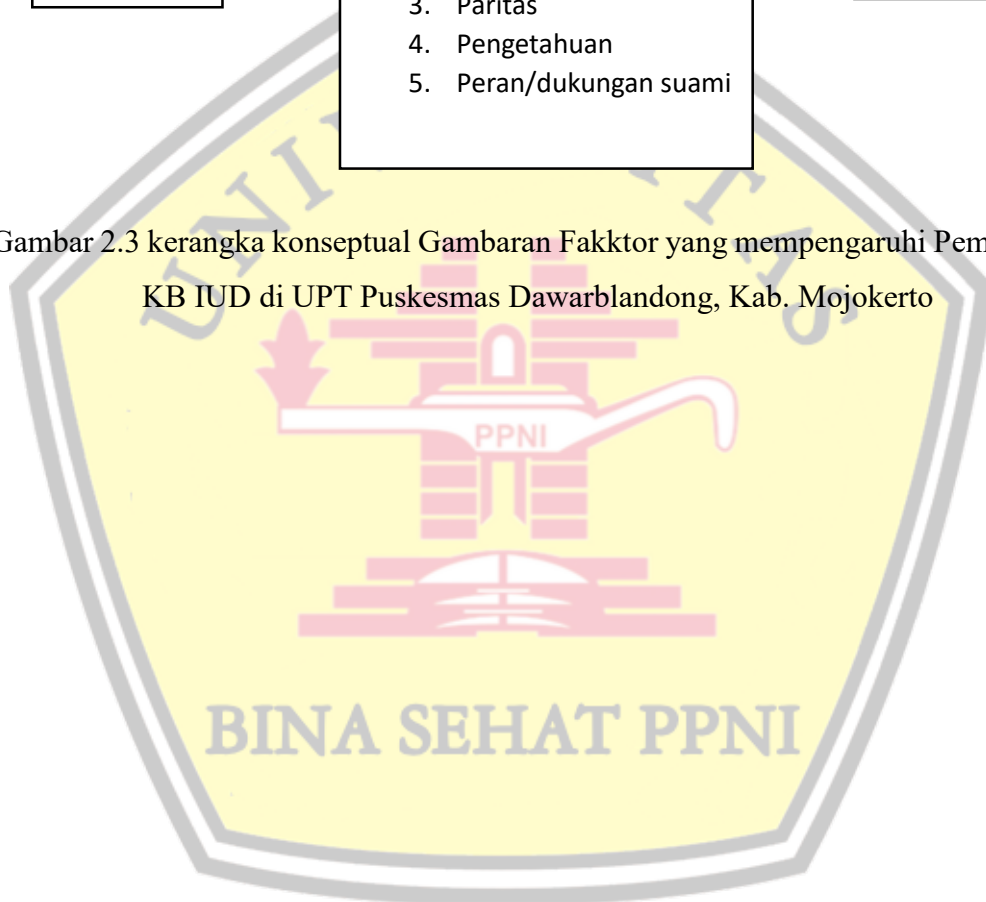 3. Paritas
4. Pengetahuan
5. Peran/dukungan suami
Gambar 2.3 kerangka konseptual Gambaran Fakktor yang mempengaruhi Pem
KB IUD di UPT Puskesmas Dawarblandong, Kab. Mojokerto
PPNI
BINA SEHAT PPNI